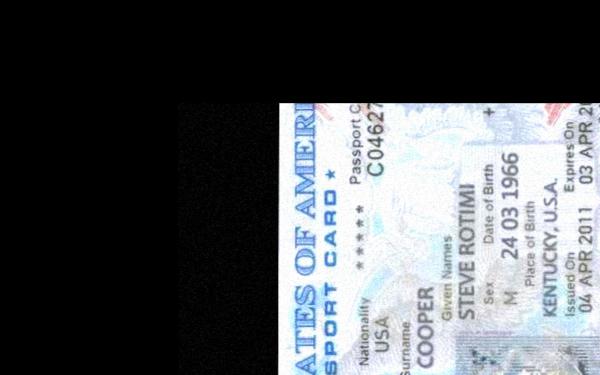 ATES OF AMERI
SPORT CARD ★
Nationality ★★★★★ Passport C
USA C04627
Surname
COOPER
Given Names
STEVE ROTIMI
Sex Date of Birth
M 24 03 1966
Place of Birth
KENTUCKY, U.S.A.
Issued On Expires On
04 APR 2011 03 APR 2